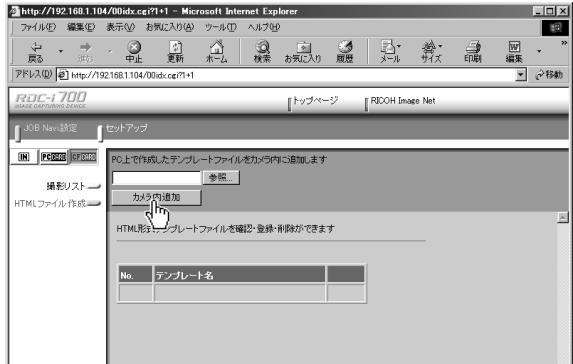 http://192.168.1.104/00idx.cgi?1+1 - Microsoft Internet Explorer
ファイル(F) 編集(E) 表示(V) お気に入り(A) ツール(T) ヘルプ(H)
戻る 進む 中止 更新 ホーム 検索 お気に入り 履歴 メール サイズ 印刷 編集
アドレス(D) http://192.168.1.104/00idx.cgi?1+1 移動
RDC-i 700
IMAGE CAPTURING DEVICE
トップページ RICOH Image Net
JOB Navi設定 セットアップ
IN PCCARD CFCARD
PC上で作成したテンプレートファイルをカメラ内に追加します
参照...
撮影リスト
カメラ内追加
HTMLファイル作成
HTML形 テンプレートファイルを確認・登録・削除ができます
No. テンプレート名